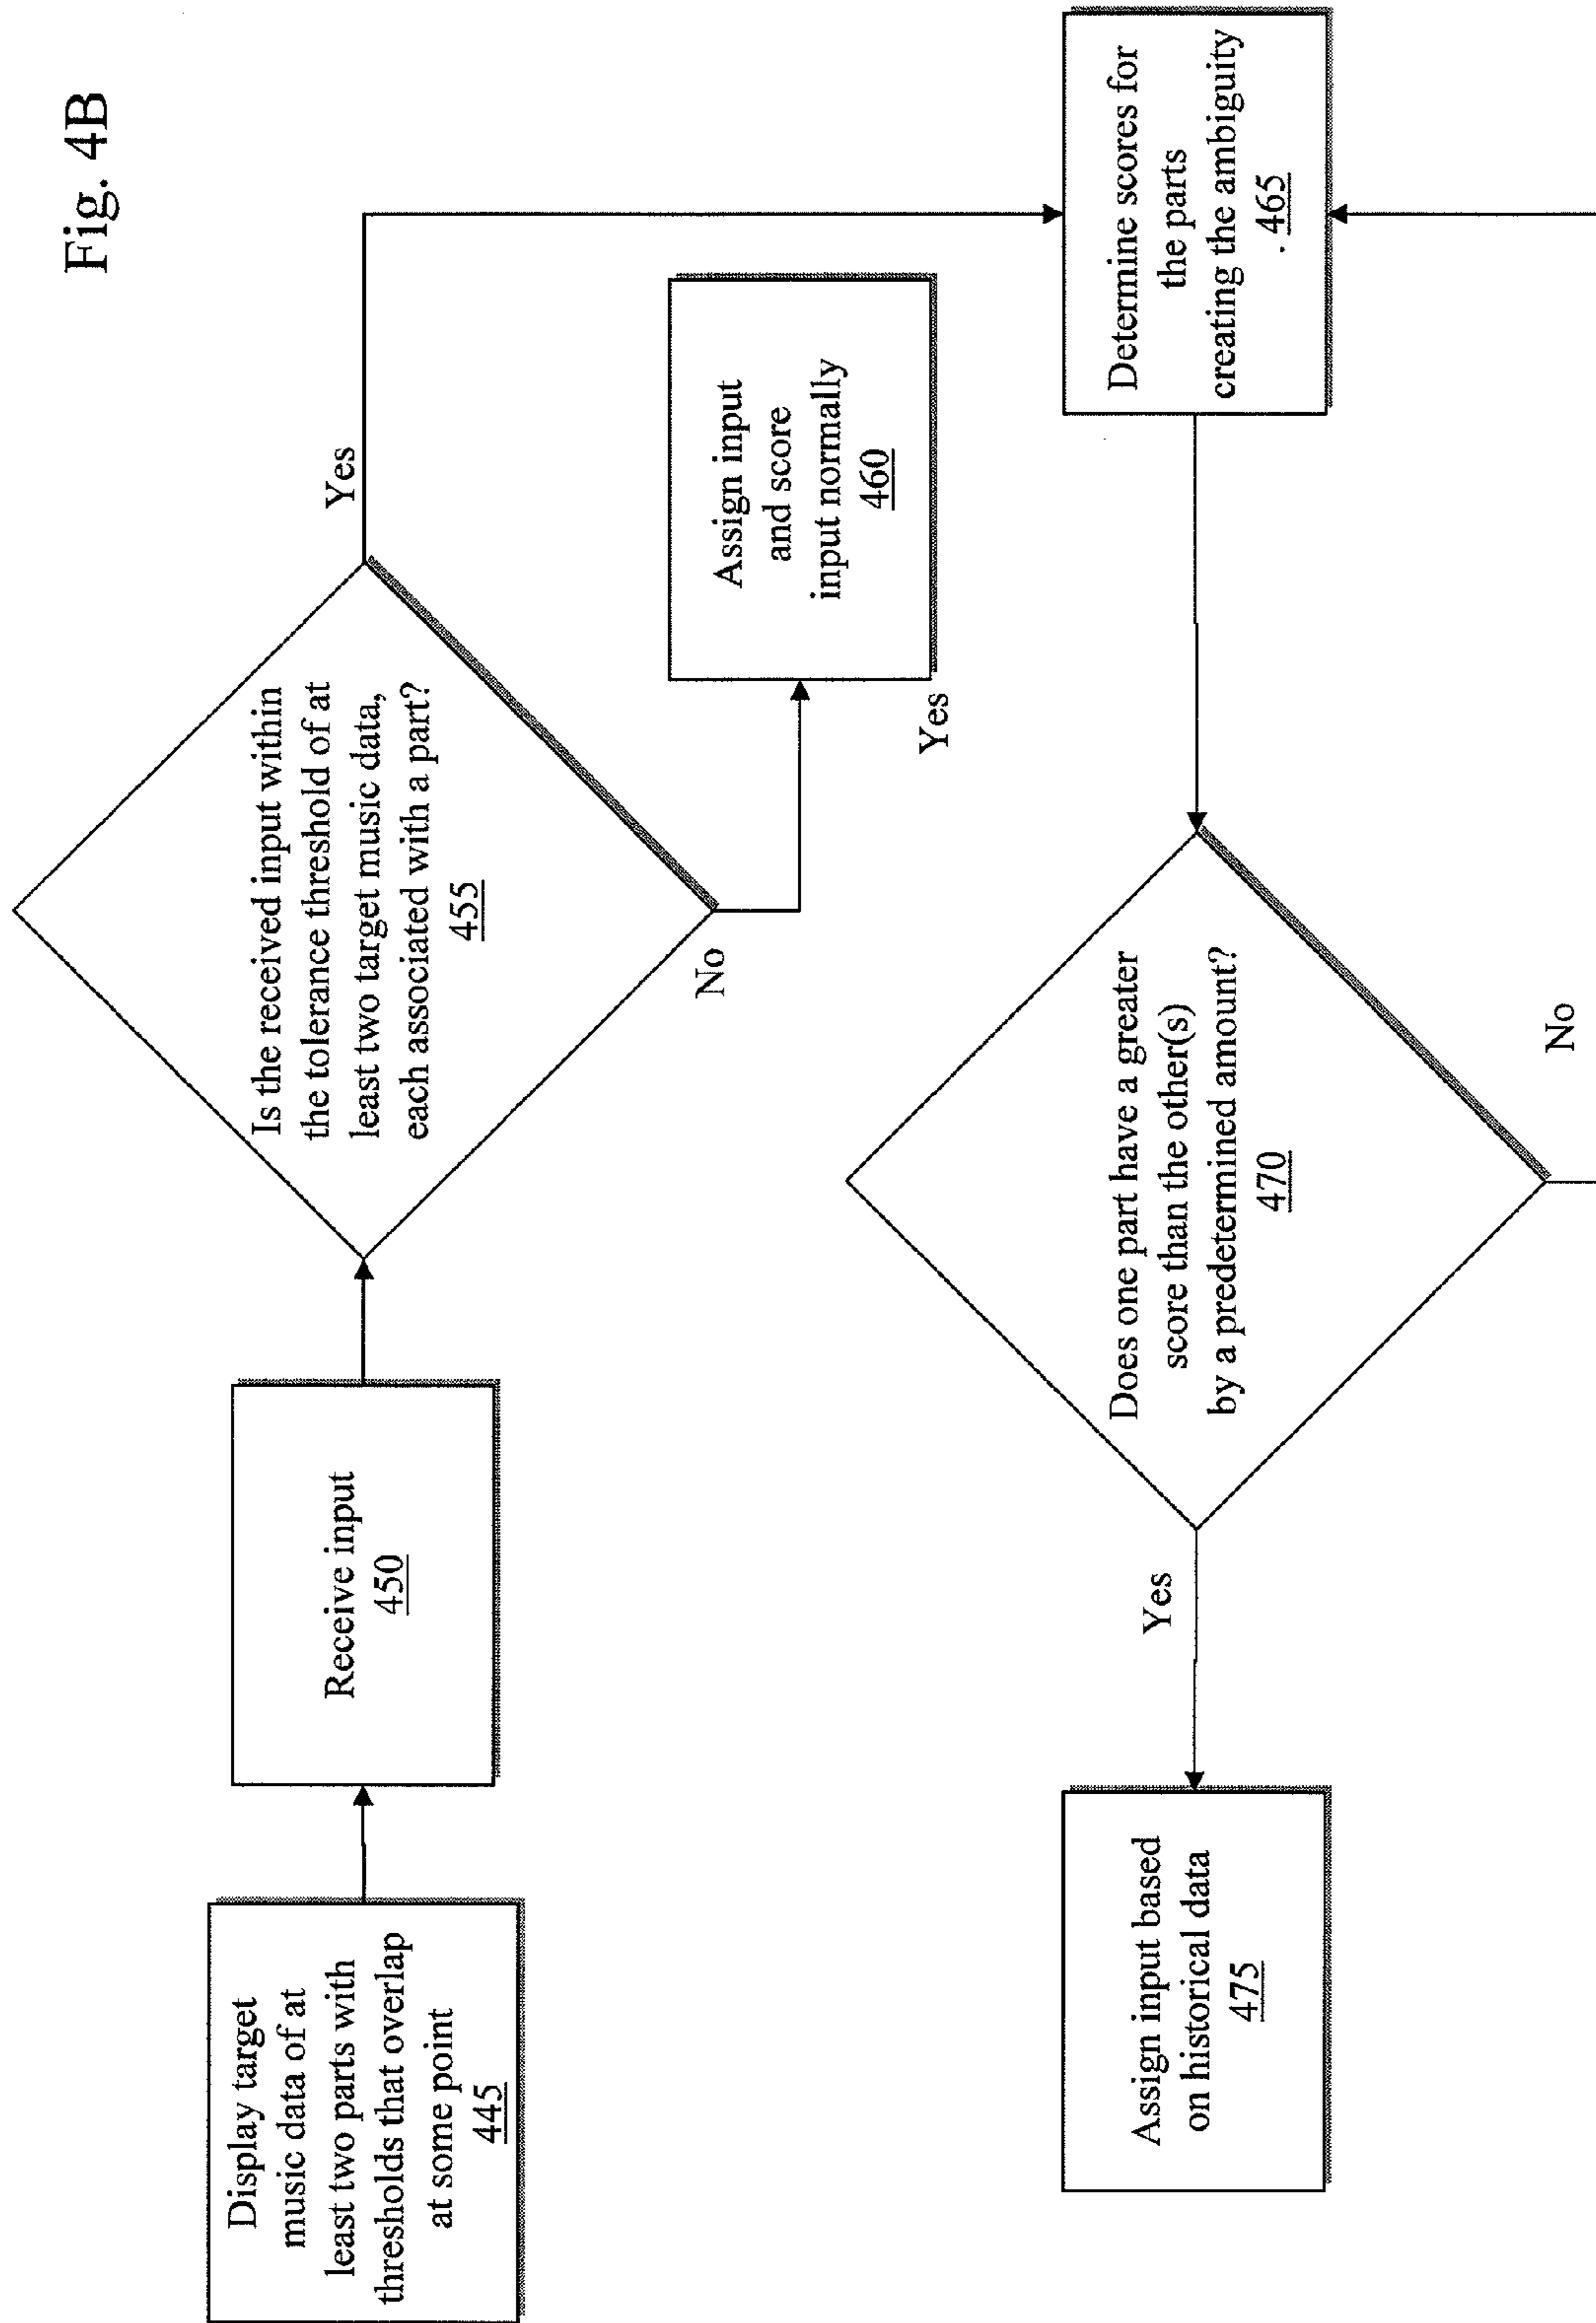 Fig. 4B
Display target
music data of at
least two parts with
thresholds that overlap
at some point
445
Receive input
450
Is the received input within
the tolerance threshold of at
least two target music data,
each associated with a part?
455
Yes
No
Assign input
and score
input normally
460
Yes
Determine scores for
the parts
creating the ambiguity
. 465
Does one part have a greater
score than the other(s)
by a predetermined amount?
470
No
Yes
Assign input based
on historical data
475